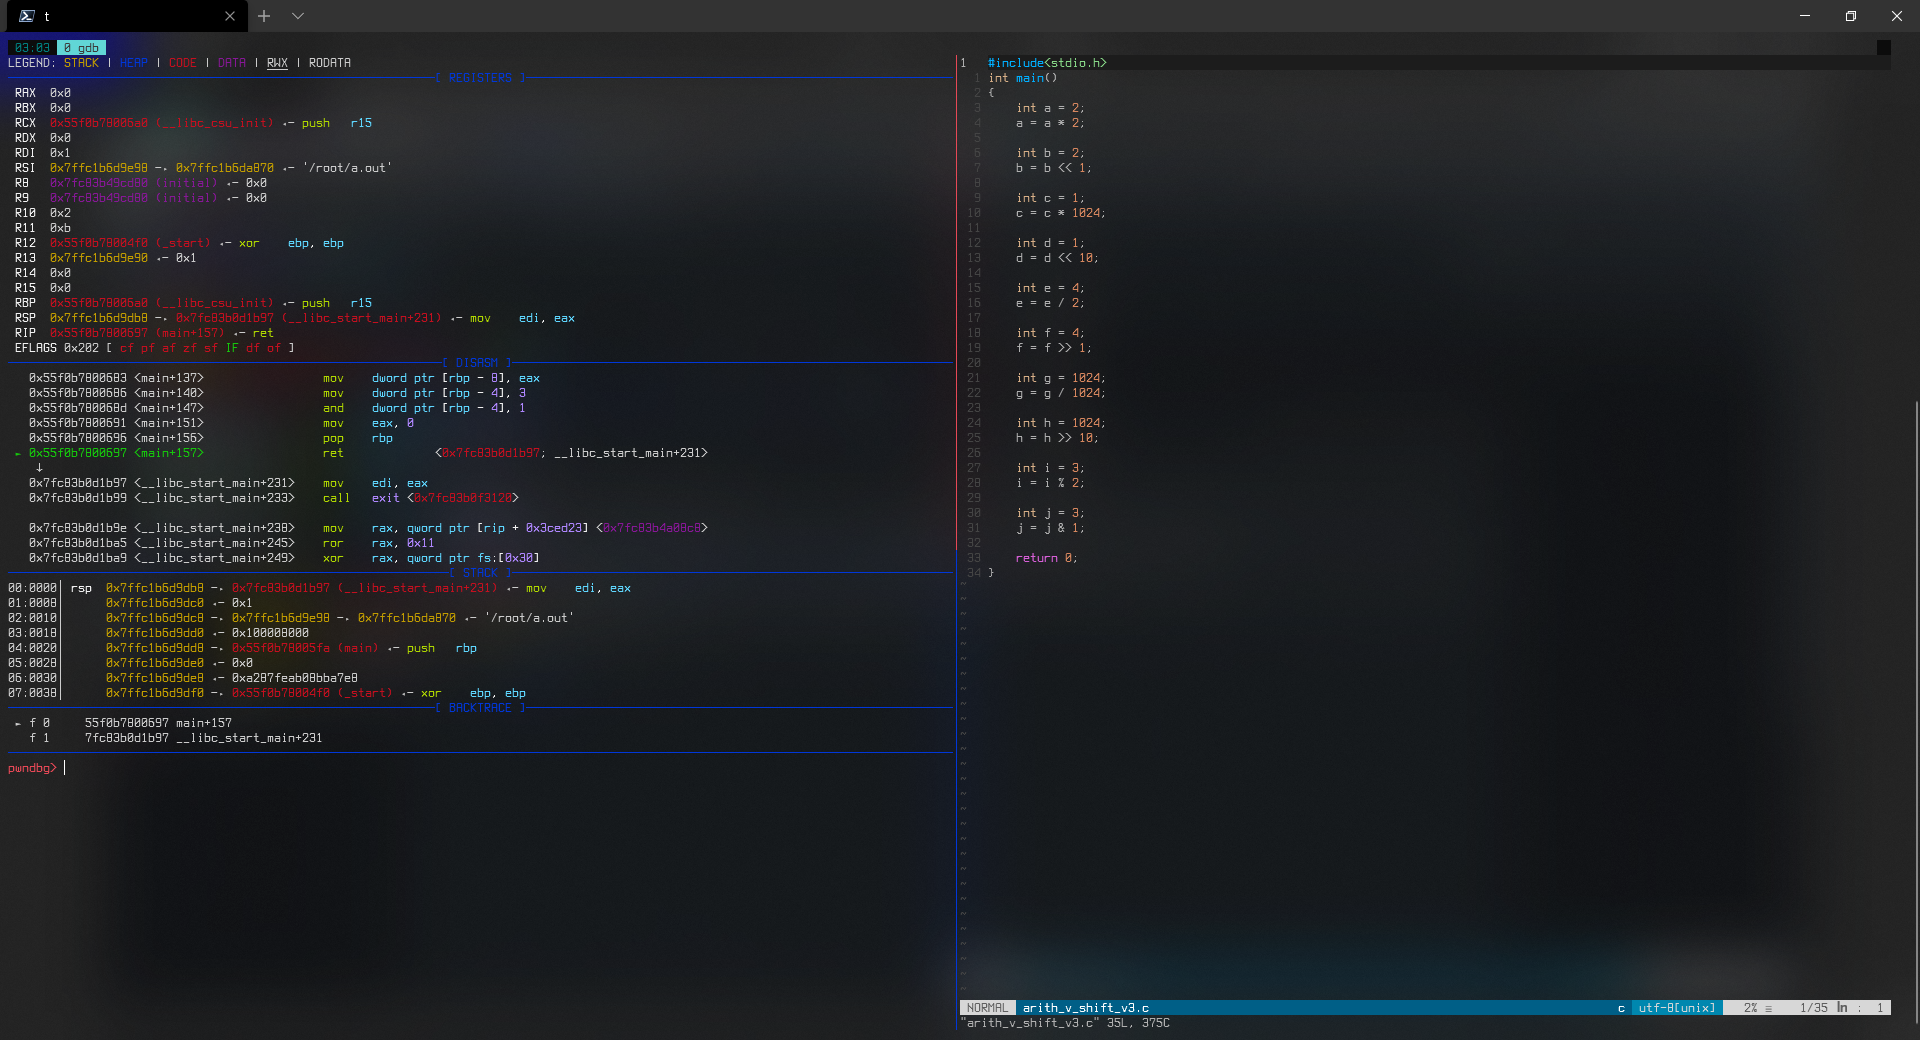 t
03:03 0 gdb
LEGEND: STACK | HEAP | CODE | DATA | RWX | RODATA
[ REGISTERS ]
RAX 0x0
RBX 0x0
RCX 0x55f0b78006a0 (__libc_csu_init) ◂— push r15
RDX 0x0
RDI 0x1
RSI 0x7ffc1b6d9e98 —▸ 0x7ffc1b6da870 ◂— '/root/a.out'
R8 0x7fc83b49cd80 (initial) ◂— 0x0
R9 0x7fc83b49cd80 (initial) ◂— 0x0
R10 0x2
R11 0xb
R12 0x55f0b78004f0 (_start) ◂— xor ebp, ebp
R13 0x7ffc1b6d9e90 ◂— 0x1
R14 0x0
R15 0x0
RBP 0x55f0b78006a0 (__libc_csu_init) ◂— push r15
RSP 0x7ffc1b6d9db8 —▸ 0x7fc83b0d1b97 (__libc_start_main+231) ◂— mov edi, eax
RIP 0x55f0b7800697 (main+157) ◂— ret
EFLAGS 0x202 [ cf pf af zf sf IF df of ]
[ DISASM ]
0x55f0b7800683 <main+137> mov dword ptr [rbp - 8], eax
0x55f0b7800686 <main+140> mov dword ptr [rbp - 4], 3
0x55f0b780068d <main+147> and dword ptr [rbp - 4], 1
0x55f0b7800691 <main+151> mov eax, 0
0x55f0b7800696 <main+156> pop rbp
► 0x55f0b7800697 <main+157> ret <0x7fc83b0d1b97; __libc_start_main+231>
↓
0x7fc83b0d1b97 <__libc_start_main+231> mov edi, eax
0x7fc83b0d1b99 <__libc_start_main+233> call exit <0x7fc83b0f3120>
0x7fc83b0d1b9e <__libc_start_main+238> mov rax, qword ptr [rip + 0x3ced23] <0x7fc83b4a08c8>
0x7fc83b0d1ba5 <__libc_start_main+245> ror rax, 0x11
0x7fc83b0d1ba9 <__libc_start_main+249> xor rax, qword ptr fs:[0x30]
[ STACK ]
00:0000│ rsp 0x7ffc1b6d9db8 —▸ 0x7fc83b0d1b97 (__libc_start_main+231) ◂— mov edi, eax
01:0008│ 0x7ffc1b6d9dc0 ◂— 0x1
02:0010│ 0x7ffc1b6d9dc8 —▸ 0x7ffc1b6d9e98 —▸ 0x7ffc1b6da870 ◂— '/root/a.out'
03:0018│ 0x7ffc1b6d9dd0 ◂— 0x100008000
04:0020│ 0x7ffc1b6d9dd8 —▸ 0x55f0b78005fa (main) ◂— push rbp
05:0028│ 0x7ffc1b6d9de0 ◂— 0x0
06:0030│ 0x7ffc1b6d9de8 ◂— 0xa287feab08bba7e8
07:0038│ 0x7ffc1b6d9df0 —▸ 0x55f0b78004f0 (_start) ◂— xor ebp, ebp
[ BACKTRACE ]
► f 0 55f0b7800697 main+157
f 1 7fc83b0d1b97 __libc_start_main+231
pwndbg>
1 #include<stdio.h>
1 int main()
2 {
3 int a = 2;
4 a = a * 2;
5
6 int b = 2;
7 b = b << 1;
8
9 int c = 1;
10 c = c * 1024;
11
12 int d = 1;
13 d = d << 10;
14
15 int e = 4;
16 e = e / 2;
17
18 int f = 4;
19 f = f >> 1;
20
21 int g = 1024;
22 g = g / 1024;
23
24 int h = 1024;
25 h = h >> 10;
26
27 int i = 3;
28 i = i % 2;
29
30 int j = 3;
31 j = j & 1;
32
33 return 0;
34 }
NORMAL arith_v_shift_v3.c c utf-8[unix] 2% ≡ 1/35 ln : 1
"arith_v_shift_v3.c" 35L, 375C